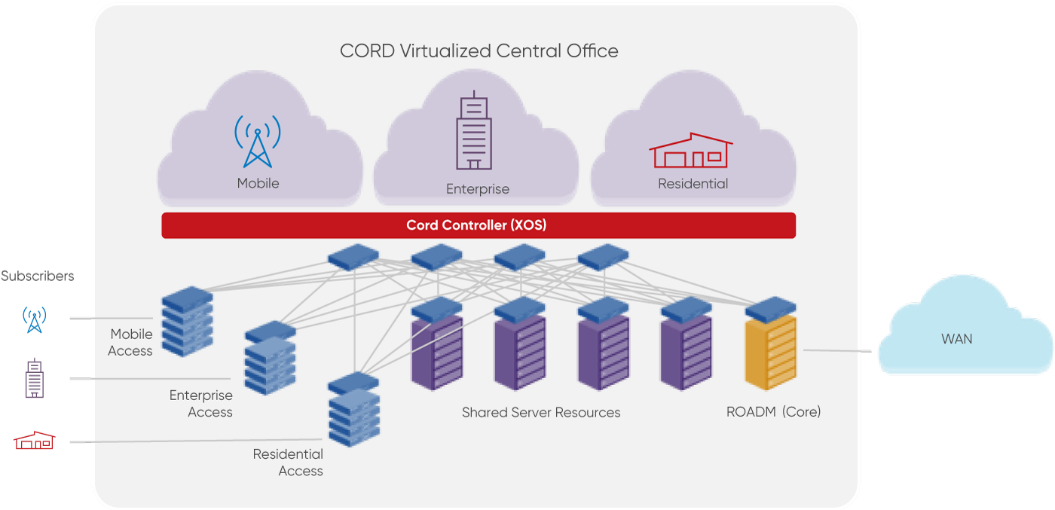 CORD Virtualized Central Office
Mobile
Enterprise
Residential
Cord Controller (XOS)
Subscribers
Mobile
Access
Enterprise
Access
Residential
Access
Shared Server Resources
ROADM (Core)
WAN